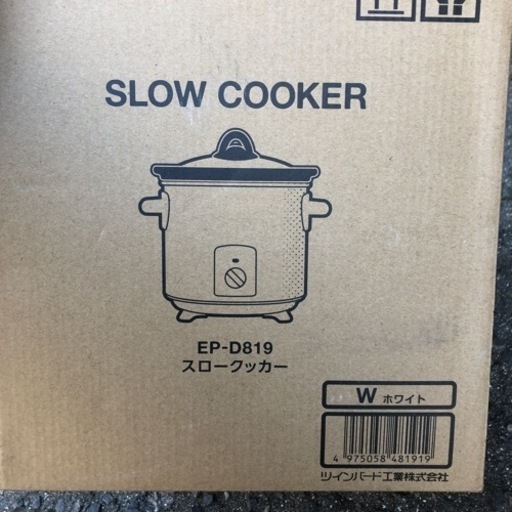 SLOW COOKER
EP-D819
スロークッカー
W ホワイト
4 975058 481919
ツインバード工業株式会社